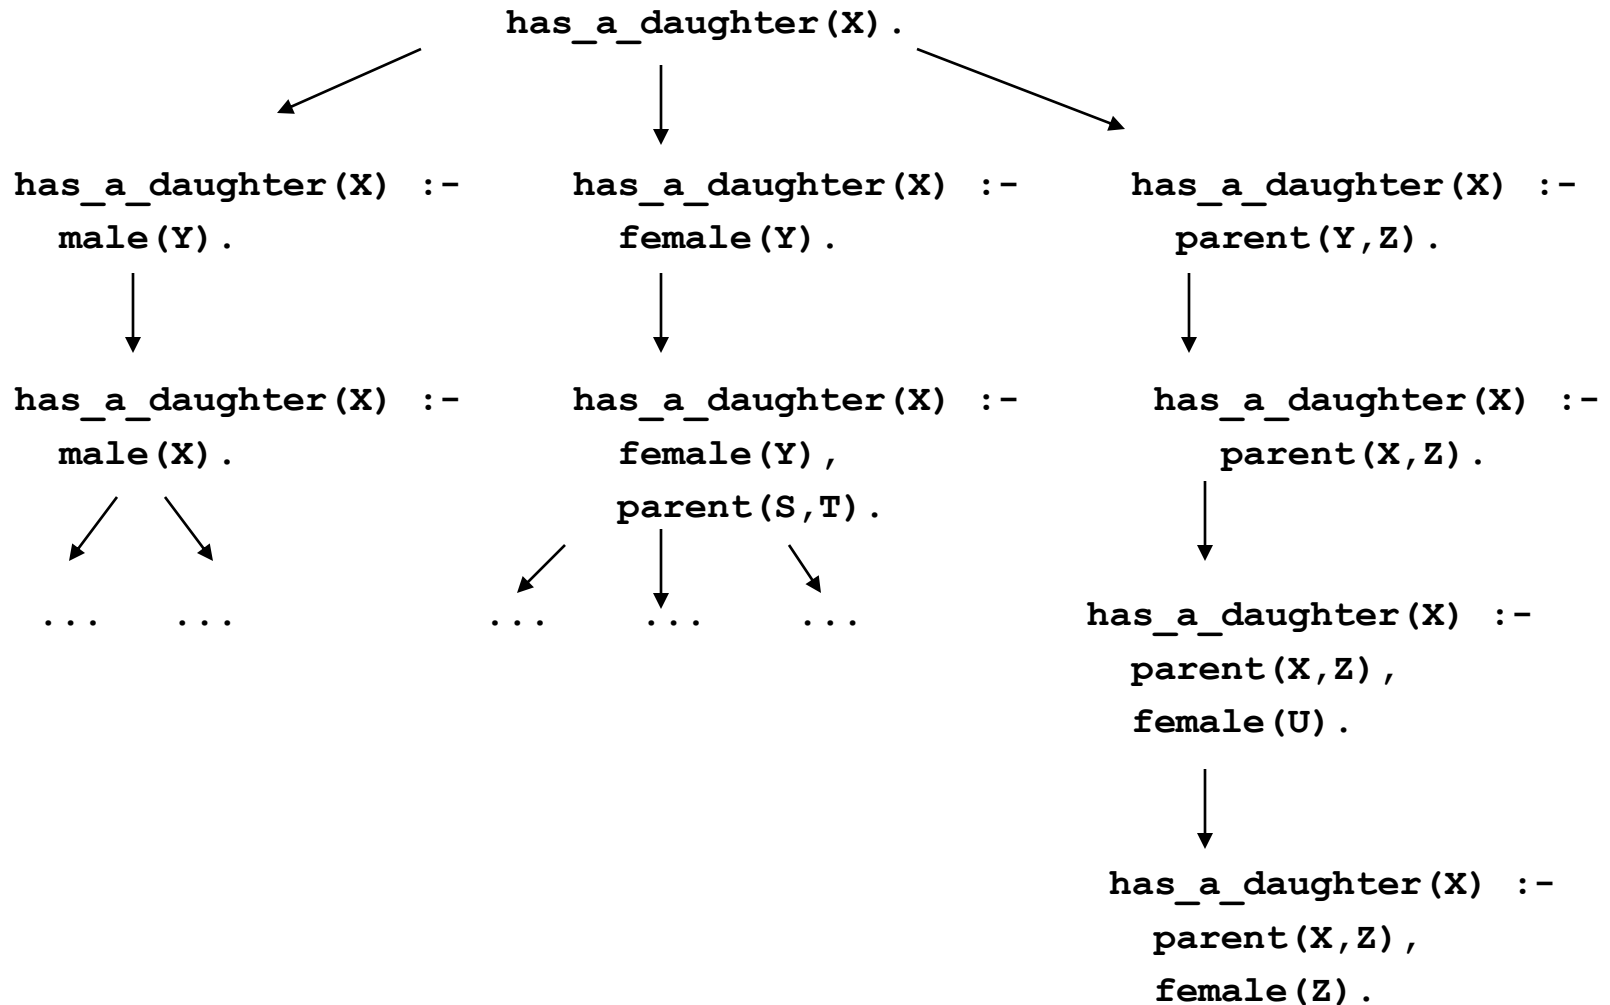 has_a_daughter(X).
has_a_daughter(X) :-
male(Y).
has_a_daughter(X) :-
female(Y).
has_a_daughter(X) :-
parent(Y,Z).
has_a_daughter(X) :-
male(X).
has_a_daughter(X) :-
female(Y),
parent(S,T).
has_a_daughter(X) :-
parent(X,Z).
... ...
... ... ...
has_a_daughter(X) :-
parent(X,Z),
female(U).
has_a_daughter(X) :-
parent(X,Z),
female(Z).